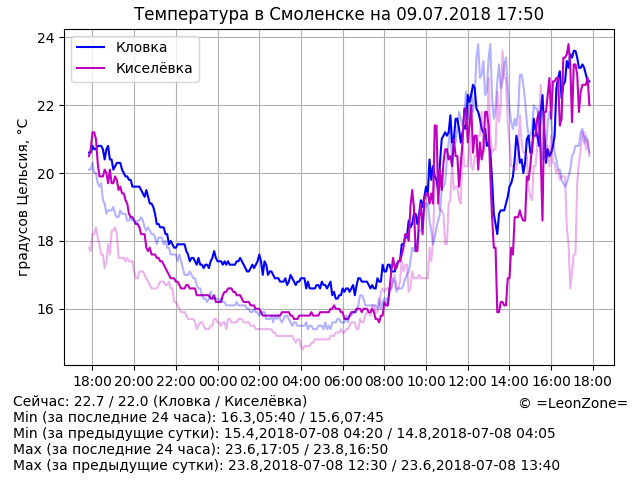 Температура в Смоленске на 09.07.2018 17:50
Кловка
Киселёвка
градусов Цельсия, °C
24
22
20
18
16
18:00 20:00 22:00 00:00 02:00 04:00 06:00 08:00 10:00 12:00 14:00 16:00 18:00
© =LeonZone=
Сейчас: 22.7 / 22.0 (Кловка / Киселёвка)
Min (за последние 24 часа): 16.3,05:40 / 15.6,07:45
Min (за предыдущие сутки): 15.4,2018-07-08 04:20 / 14.8,2018-07-08 04:05
Max (за последние 24 часа): 23.6,17:05 / 23.8,16:50
Max (за предыдущие сутки): 23.8,2018-07-08 12:30 / 23.6,2018-07-08 13:40